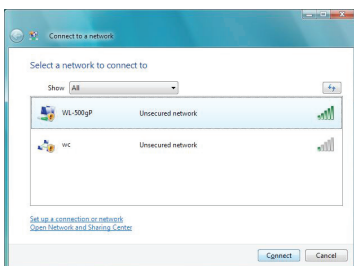 Connect to a network
Select a network to connect to
Show All
WL-500gP Unsecured network
wc Unsecured network
Set up a connection or network
Open Network and Sharing Center
Connect Cancel